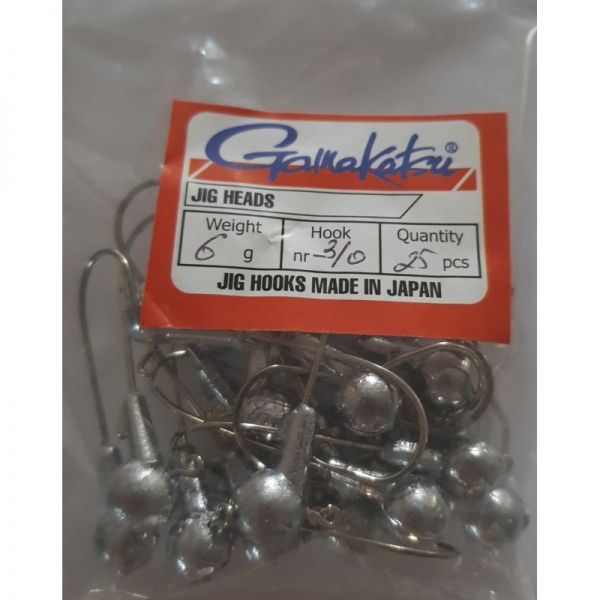 Gamakatsu®
JIG HEADS
Weight Hook Quantity
6 g nr 3/0 25 pcs
JIG HOOKS MADE IN JAPAN